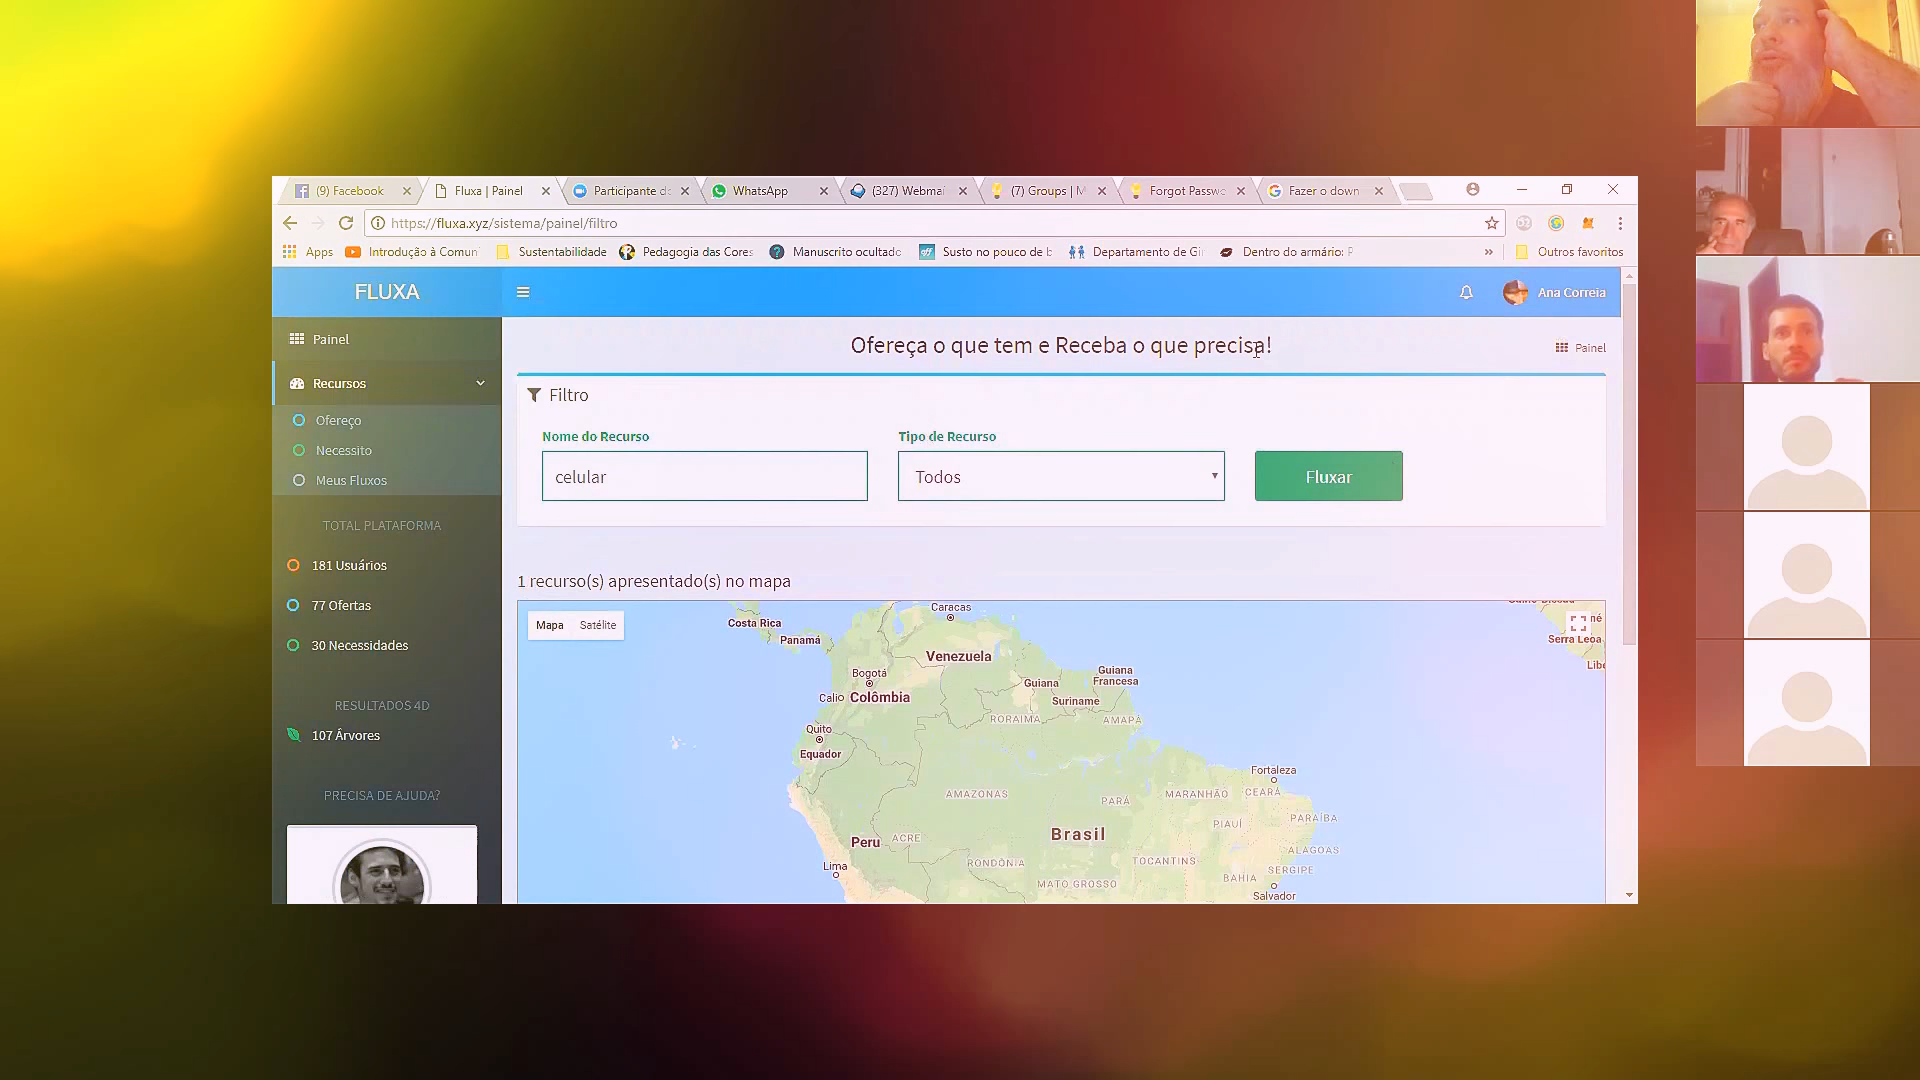 (9) Facebook
Fluxa | Painel
Participante d
WhatsApp
(327) Webmai
(7) Groups | M
Forgot Passw
Fazer o down
https://fluxa.xyz/sistema/painel/filtro
Apps
Introdução à Comun
Sustentabilidade
Pedagogia das Cores
Manuscrito ocultado
Susto no pouco de b
Departamento de Gi
Dentro do armário: P
»
Outros favoritos
FLUXA
Ana Correia
Painel
Recursos
Ofereço
Necessito
Meus Fluxos
TOTAL PLATAFORMA
181 Usuários
77 Ofertas
30 Necessidades
RESULTADOS 4D
107 Árvores
PRECISA DE AJUDA?
Ofereça o que tem e Receba o que precisa!
Painel
Filtro
Nome do Recurso
Tipo de Recurso
celular
Todos
Fluxar
1 recurso(s) apresentado(s) no mapa
Mapa
Satélite
Caracas
Costa Rica
Panamá
Venezuela
Bogotá
Guiana
Guiana
Francesa
Calio
Colômbia
Suriname
RORAIMA
AMAPÁ
Quito
Equador
Serra Leoa
Fortaleza
AMAZONAS
PARÁ
MARANHÃO
CEARÁ
PARAÍBA
PIAUÍ
Brasil
Peru
ACRE
ALAGOAS
Lima
RONDÔNIA
TOCANTINS
SERGIPE
MATO GROSSO
BAHIA
Salvador